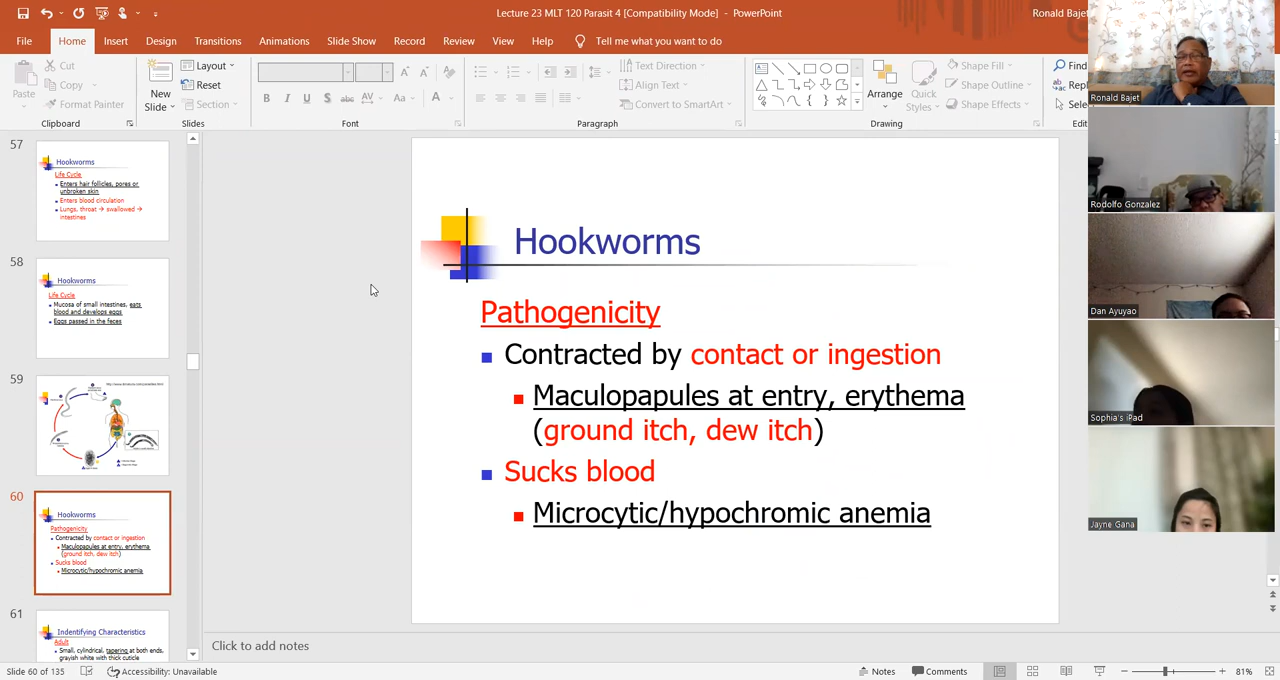 Lecture 23 MLT 120 Parasit 4 [Compatibility Mode] - PowerPoint
Ronald Bajet
File Home Insert Design Transitions Animations Slide Show Record Review View Help Tell me what you want to do
Paste
Cut
Copy
Format Painter
Clipboard
New
Slide
Layout
Reset
Section
Slides
B I U S abc AV Aa A
Font
Text Direction
Align Text
Convert to SmartArt
Paragraph
Arrange
Quick
Styles
Shape Fill
Shape Outline
Shape Effects
Drawing
Find
57
Hookworms
Life Cycle
Enters hair follicles, pores or
unbroken skin
Enters blood circulation
Lungs, throat → swallowed →
intestines
58
Hookworms
Life Cycle
Mucosa of small intestines, eats
blood and develops eggs
Eggs passed in the feces
59
60
Hookworms
Pathogenicity
Contracted by contact or ingestion
Maculopapules at entry, erythema
(ground itch, dew itch)
Sucks blood
Microcytic/hypochromic anemia
61
Indentifying Characteristics
Adult
Small, cylindrical, tapering at both ends,
grayish white with thick cuticle
Hookworms
Pathogenicity
Contracted by contact or ingestion
Maculopapules at entry, erythema
(ground itch, dew itch)
Sucks blood
Microcytic/hypochromic anemia
Click to add notes
Ronald Bajet
Rodolfo Gonzalez
Dan Ayuyao
Sophia's iPad
Jayne Gana
Slide 60 of 135
Accessibility: Unavailable
Notes
Comments
81%